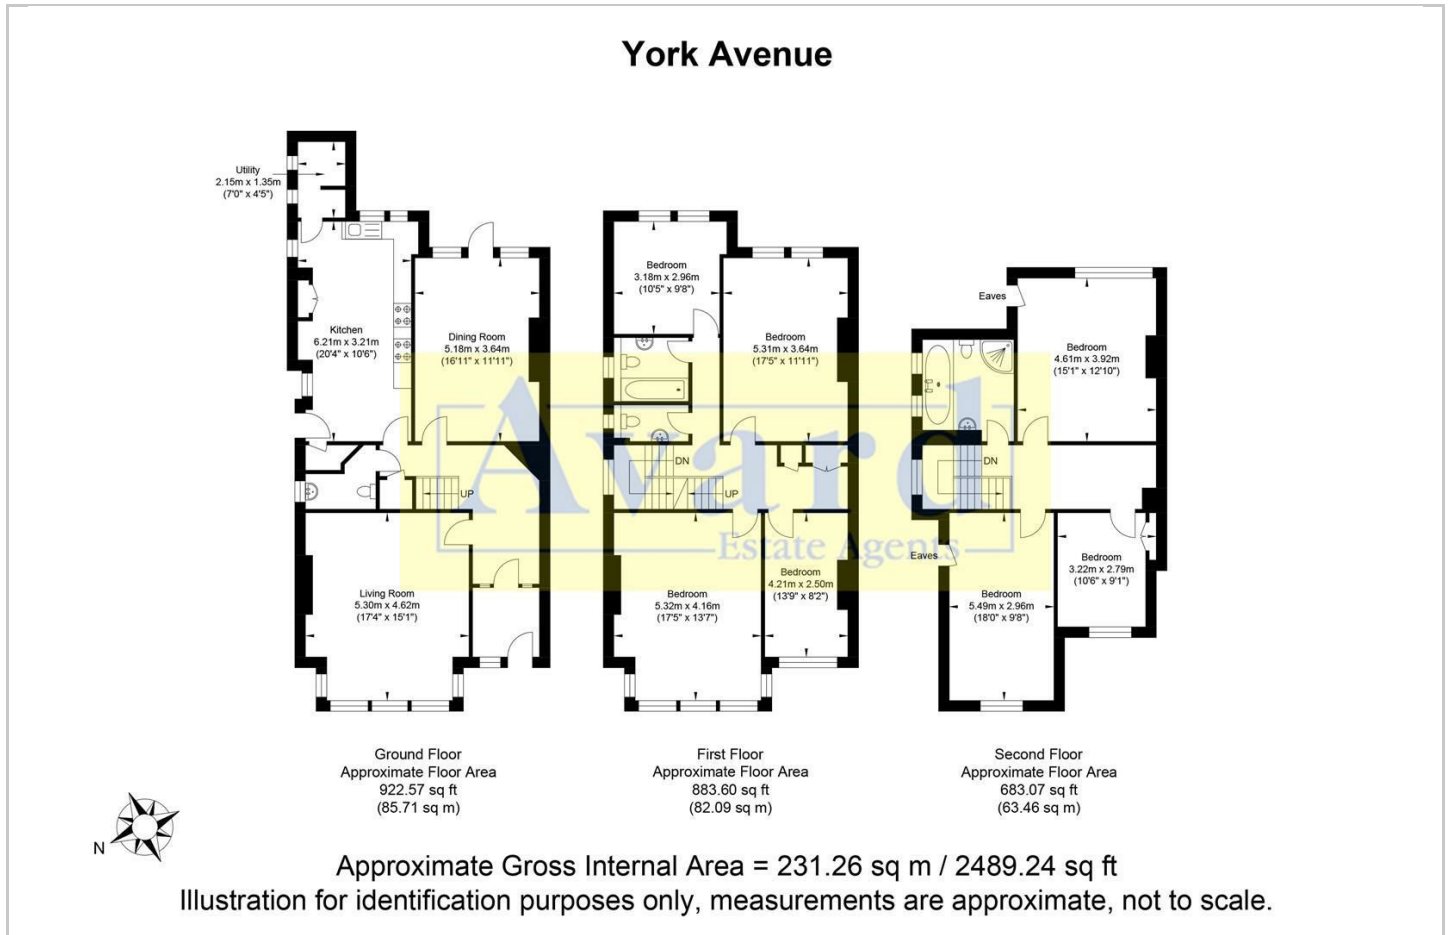 York Avenue
Utility
2.15m x 1.35m
(7'0" x 4'5")
Kitchen
6.21m x 3.21m
(20'4" x 10'6")
Dining Room
5.18m x 3.64m
(16'11" x 11'11")
UP
Living Room
5.30m x 4.62m
(17'4" x 15'1")
Bedroom
3.18m x 2.96m
(10'5" x 9'8")
Bedroom
5.31m x 3.64m
(17'5" x 11'11")
DN
UP
Bedroom
5.32m x 4.16m
(17'5" x 13'7")
Bedroom
4.21m x 2.50m
(13'9" x 8'2")
Eaves
Bedroom
4.61m x 3.92m
(15'1" x 12'10")
DN
Eaves
Bedroom
5.49m x 2.96m
(18'0" x 9'8")
Bedroom
3.22m x 2.79m
(10'6" x 9'1")
Avard
Estate Agents
Ground Floor
Approximate Floor Area
922.57 sq ft
(85.71 sq m)
First Floor
Approximate Floor Area
883.60 sq ft
(82.09 sq m)
Second Floor
Approximate Floor Area
683.07 sq ft
(63.46 sq m)
N
Approximate Gross Internal Area = 231.26 sq m / 2489.24 sq ft
Illustration for identification purposes only, measurements are approximate, not to scale.